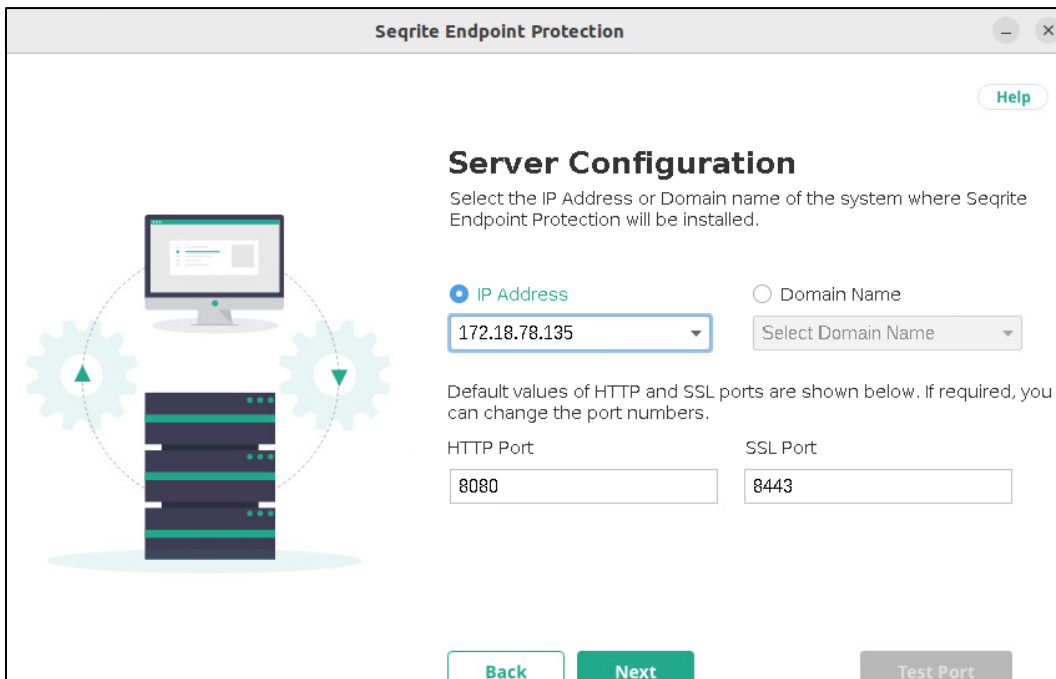 Seqrite Endpoint Protection
Help
Server Configuration
Select the IP Address or Domain name of the system where Seqrite
Endpoint Protection will be installed.
IP Address
Domain Name
172.18.78.135
Select Domain Name
Default values of HTTP and SSL ports are shown below. If required, you
can change the port numbers.
HTTP Port
SSL Port
8080
8443
Back
Next
Test Port